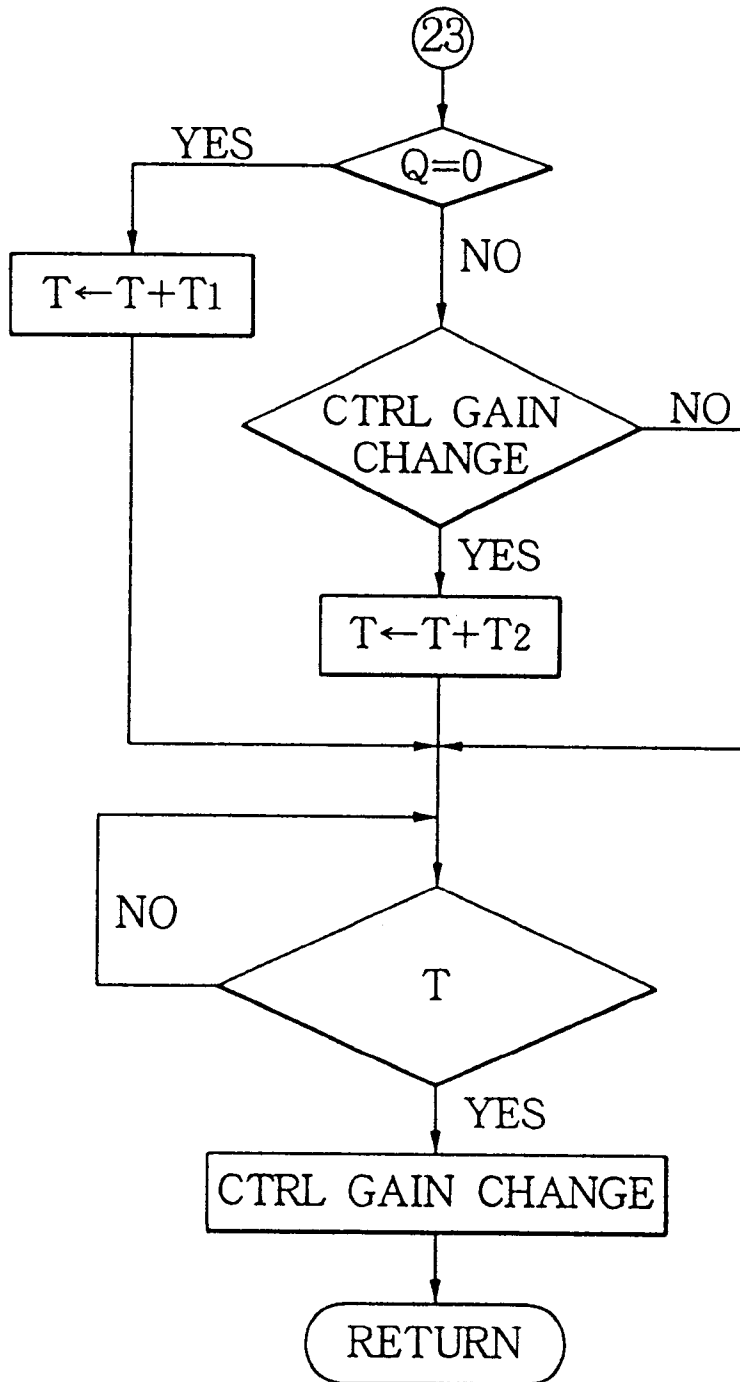 23
YES
Q=0
NO
T←T+T1
CTRL GAIN
CHANGE
NO
YES
T←T+T2
NO
T
YES
CTRL GAIN CHANGE
RETURN